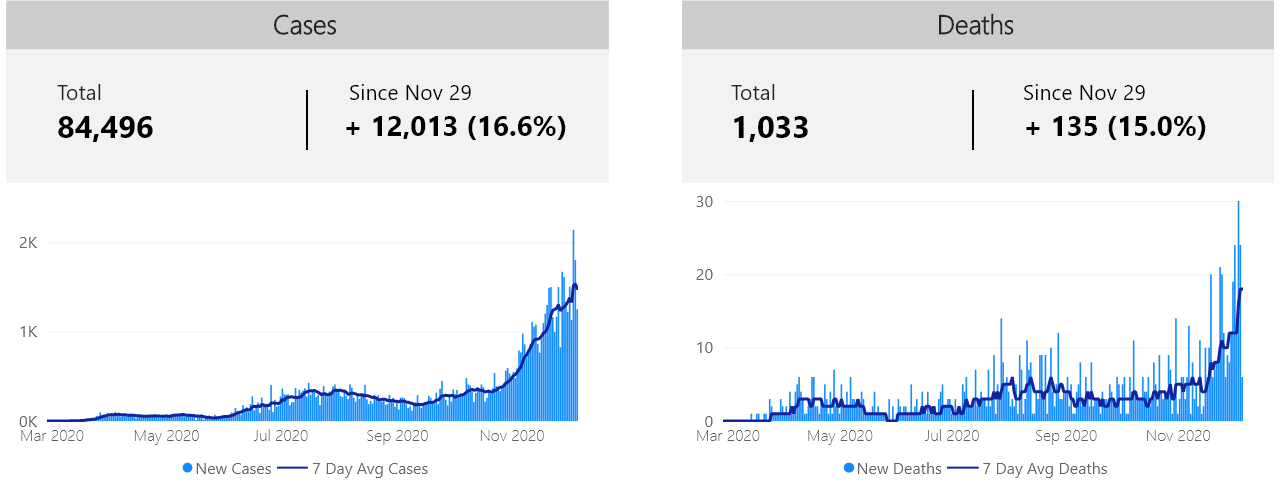 Cases
Total
84,496
Since Nov 29
+ 12,013 (16.6%)
2K
1K
0K
Mar 2020 May 2020 Jul 2020 Sep 2020 Nov 2020
New Cases 7 Day Avg Cases
Deaths
Total
1,033
Since Nov 29
+ 135 (15.0%)
30
20
10
0
Mar 2020 May 2020 Jul 2020 Sep 2020 Nov 2020
New Deaths 7 Day Avg Deaths